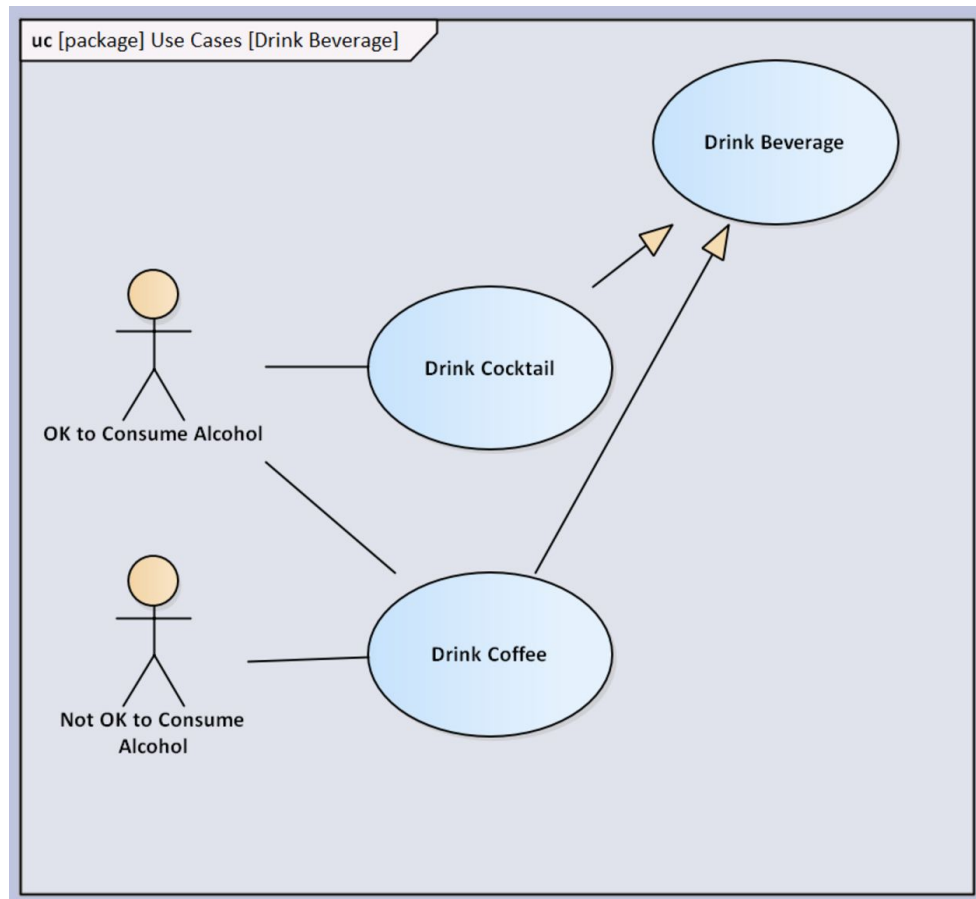 uc [package] Use Cases [Drink Beverage]
Drink Beverage
Drink Cocktail
OK to Consume Alcohol
Drink Coffee
Not OK to Consume
Alcohol